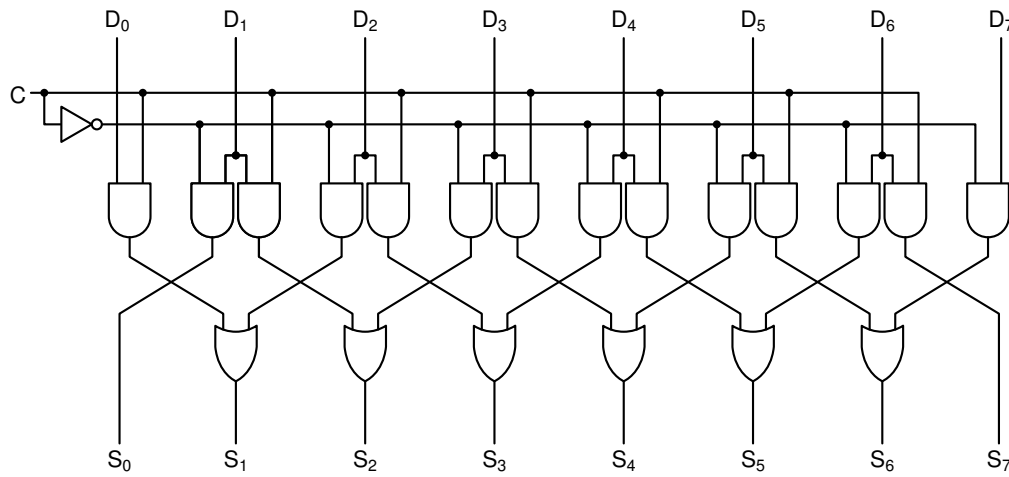 D₀ D₁ D₂ D₃ D₄ D₅ D₆ D₇
C
S₀ S₁ S₂ S₃ S₄ S₅ S₆ S₇